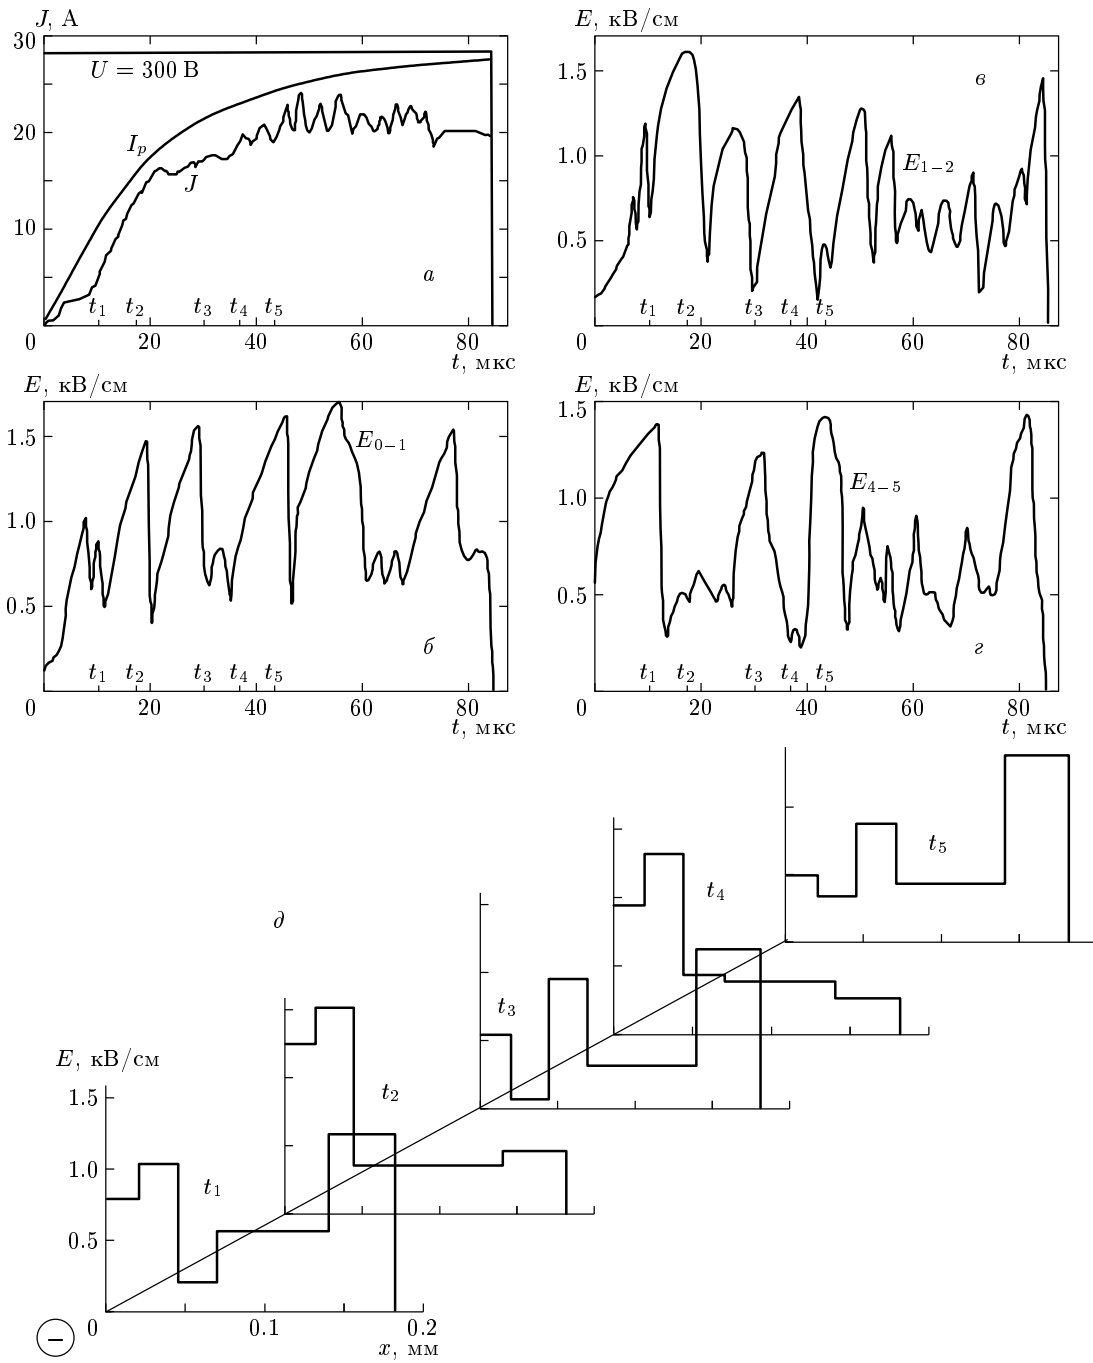 J, А
30
U = 300 В
20
I_p
J
10
а
t_1 t_2 t_3 t_4 t_5
0 20 40 60 80
t, мкс
E, кВ/см
1.5
в
1.0
E_{1−2}
0.5
t_1 t_2 t_3 t_4 t_5
0 20 40 60 80
t, мкс
E, кВ/см
1.5
E_{0−1}
1.0
0.5
б
t_1 t_2 t_3 t_4 t_5
0 20 40 60 80
t, мкс
E, кВ/см
1.5
1.0
E_{4−5}
0.5
г
t_1 t_2 t_3 t_4 t_5
0 20 40 60 80
t, мкс
t_5
t_4
д
t_3
t_2
E, кВ/см
1.5
1.0
t_1
0.5
− 0 0.1 0.2
x, мм